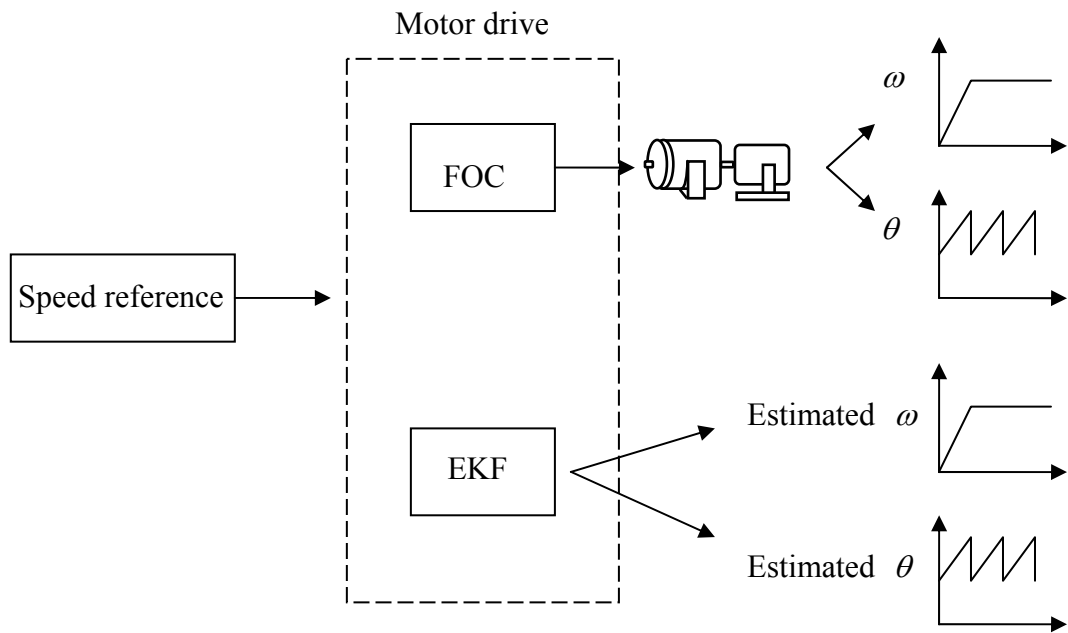 Motor drive
ω
FOC
θ
Speed reference
Estimated ω
EKF
Estimated θ